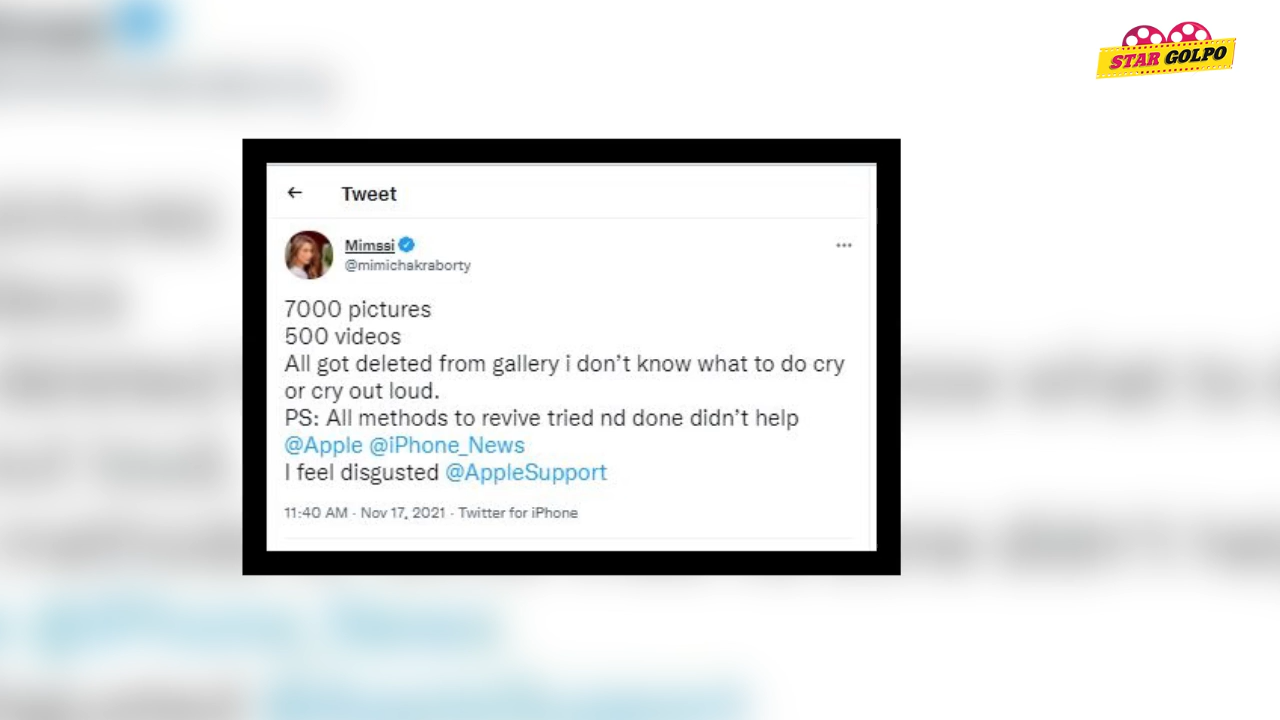 STAR GOLPO
Tweet
Mimssi
@mimichakraborty
7000 pictures
500 videos
All got deleted from gallery i don’t know what to do cry
or cry out loud.
PS: All methods to revive tried nd done didn’t help
@Apple @iPhone_News
I feel disgusted @AppleSupport
11:40 AM · Nov 17, 2021 · Twitter for iPhone